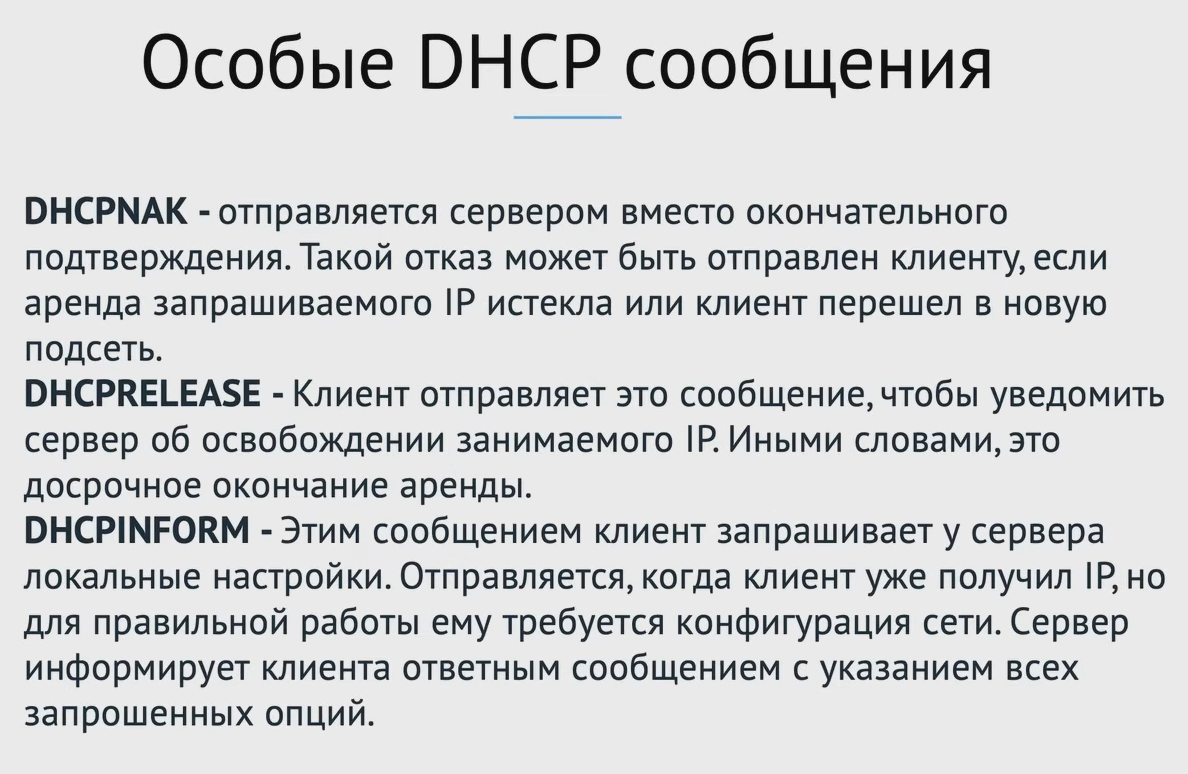 Особые DHCP сообщения
DHCPNAK - отправляется сервером вместо окончательного
подтверждения. Такой отказ может быть отправлен клиенту, если
аренда запрашиваемого IP истекла или клиент перешел в новую
подсеть.
DHCPRELEASE - Клиент отправляет это сообщение, чтобы уведомить
сервер об освобождении занимаемого IP. Иными словами, это
досрочное окончание аренды.
DHCPINFORM - Этим сообщением клиент запрашивает у сервера
локальные настройки. Отправляется, когда клиент уже получил IP, но
для правильной работы ему требуется конфигурация сети. Сервер
информирует клиента ответным сообщением с указанием всех
запрошенных опций.